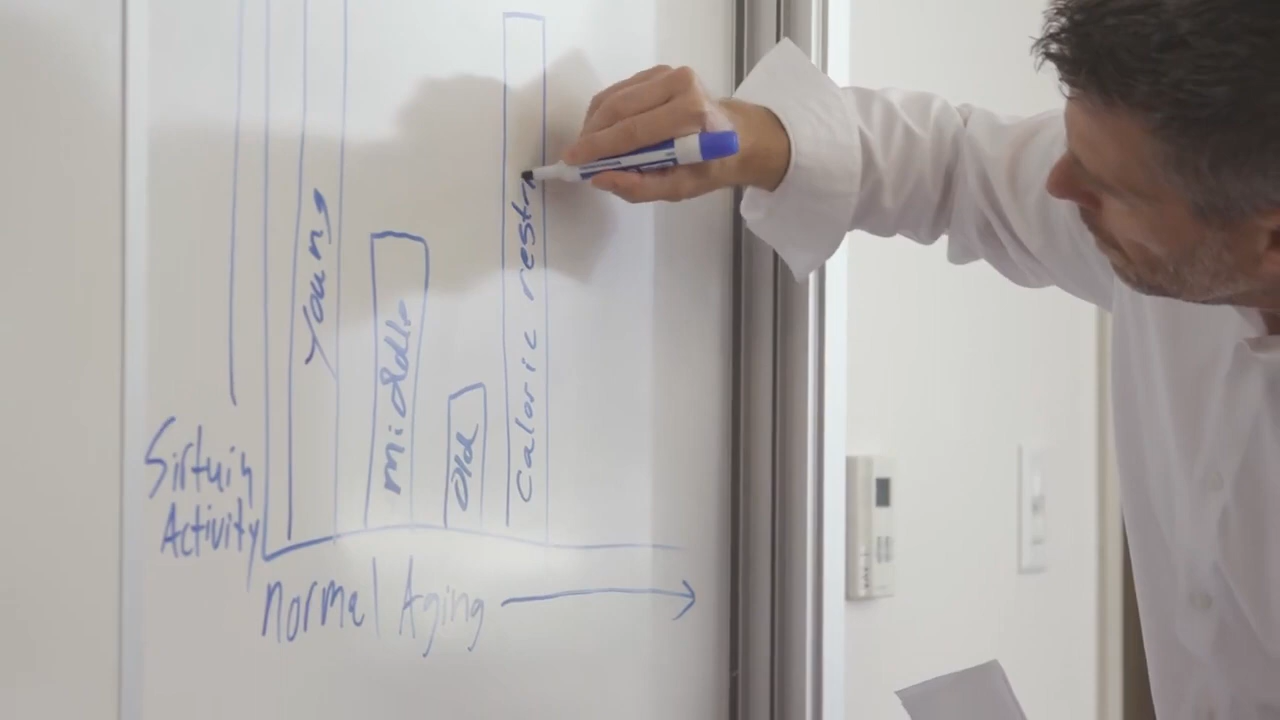 Young
Middle
Old
Caloric restr
Sirtuin
Activity
Normal Aging